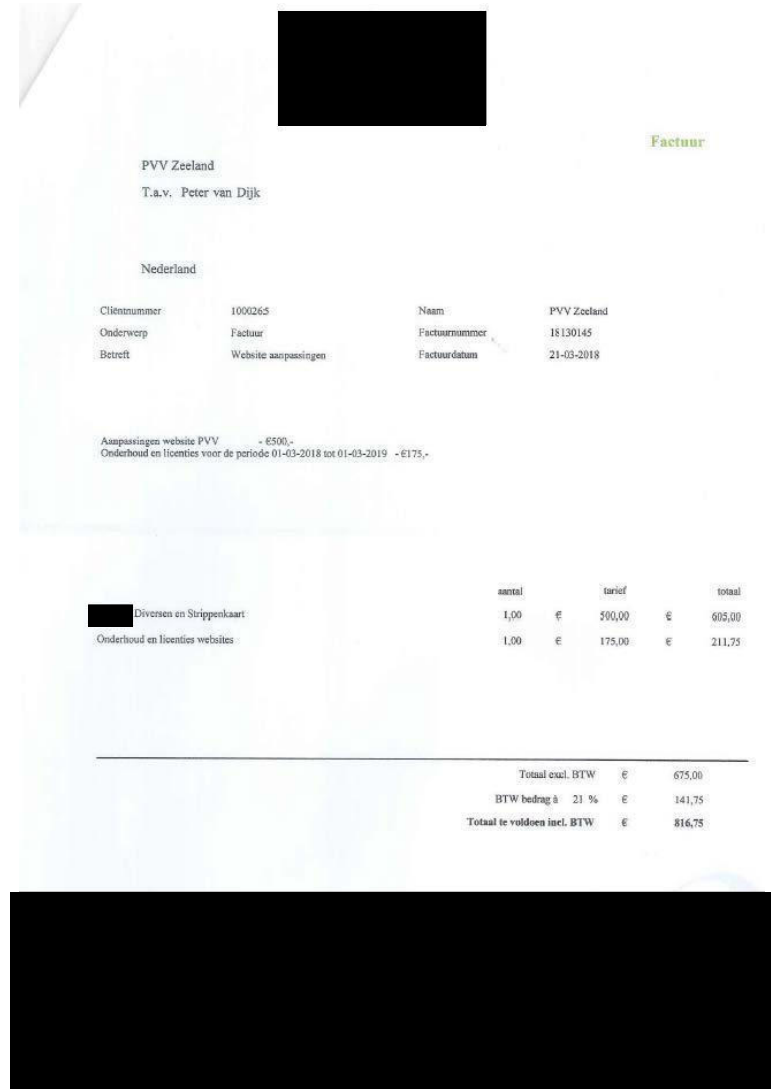 Factuur
PVV Zeeland
T.a.v. Peter van Dijk
Nederland
Cliëntnummer 1000265 Naam PVV Zeeland
Onderwerp Factuur Factuurnummer 18130145
Betreft Website aanpassingen Factuurdatum 21-03-2018
Aanpassingen website PVV - €500,-
Onderhoud en licenties voor de periode 01-03-2018 tot 01-03-2019 - €175,-
aantal tarief totaal
Diversen en Strippenkaart 1,00 € 500,00 € 605,00
Onderhoud en licenties websites 1,00 € 175,00 € 211,75
Totaal excl. BTW € 675,00
BTW bedrag à 21 % € 141,75
Totaal te voldoen incl. BTW € 816,75